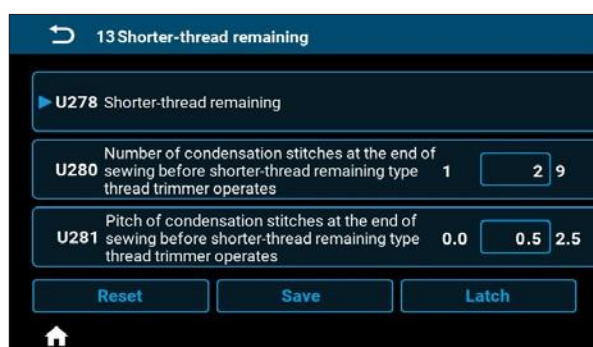 13 Shorter-thread remaining
U278 Shorter-thread remaining
Number of condensation stitches at the end of
U280 sewing before shorter-thread remaining type 1 2 9
thread trimmer operates
Pitch of condensation stitches at the end of
U281 sewing before shorter-thread remaining type 0.0 0.5 2.5
thread trimmer operates
Reset Save Latch